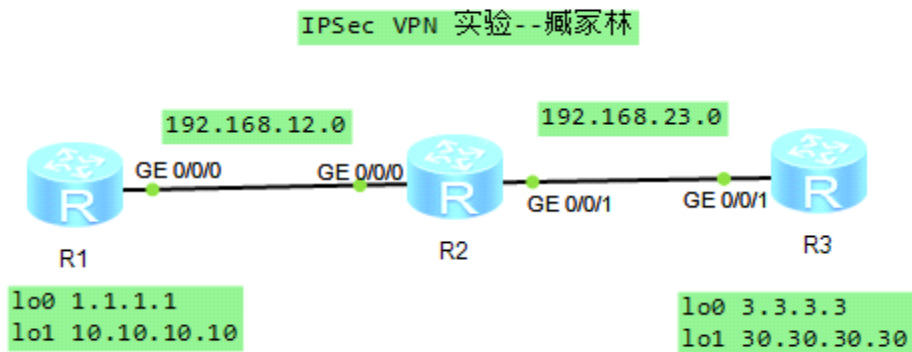 IPSec VPN 实验--臧家林
192.168.12.0
192.168.23.0
GE 0/0/0
GE 0/0/0
GE 0/0/1
GE 0/0/1
R
R
R
R1
R2
R3
lo0 1.1.1.1
lo1 10.10.10.10
lo0 3.3.3.3
lo1 30.30.30.30